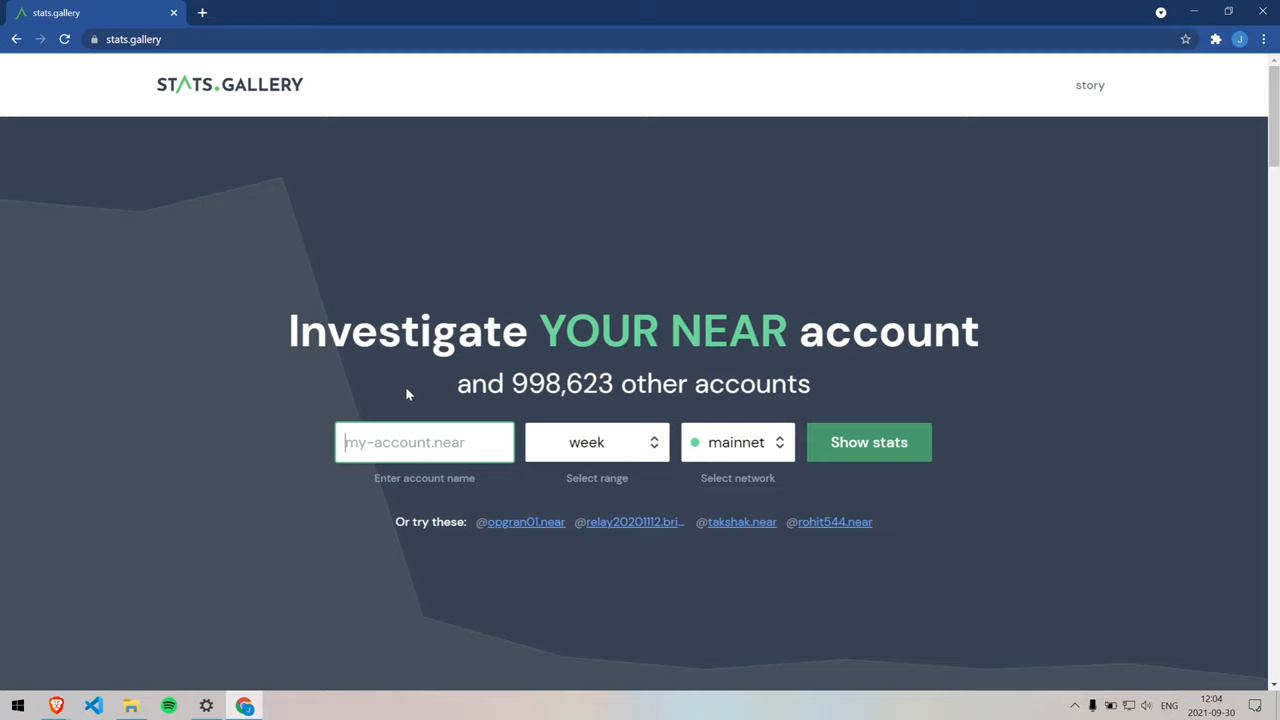 stats.gallery
stats.gallery
J
STATS.GALLERY
story
Investigate YOUR NEAR account
and 998,623 other accounts
my-account.near
week
mainnet
Show stats
Enter account name
Select range
Select network
Or try these: @opgran01.near @relay20201112.bri... @takshak.near @rohit544.near
ENG
12:04
2021-09-30